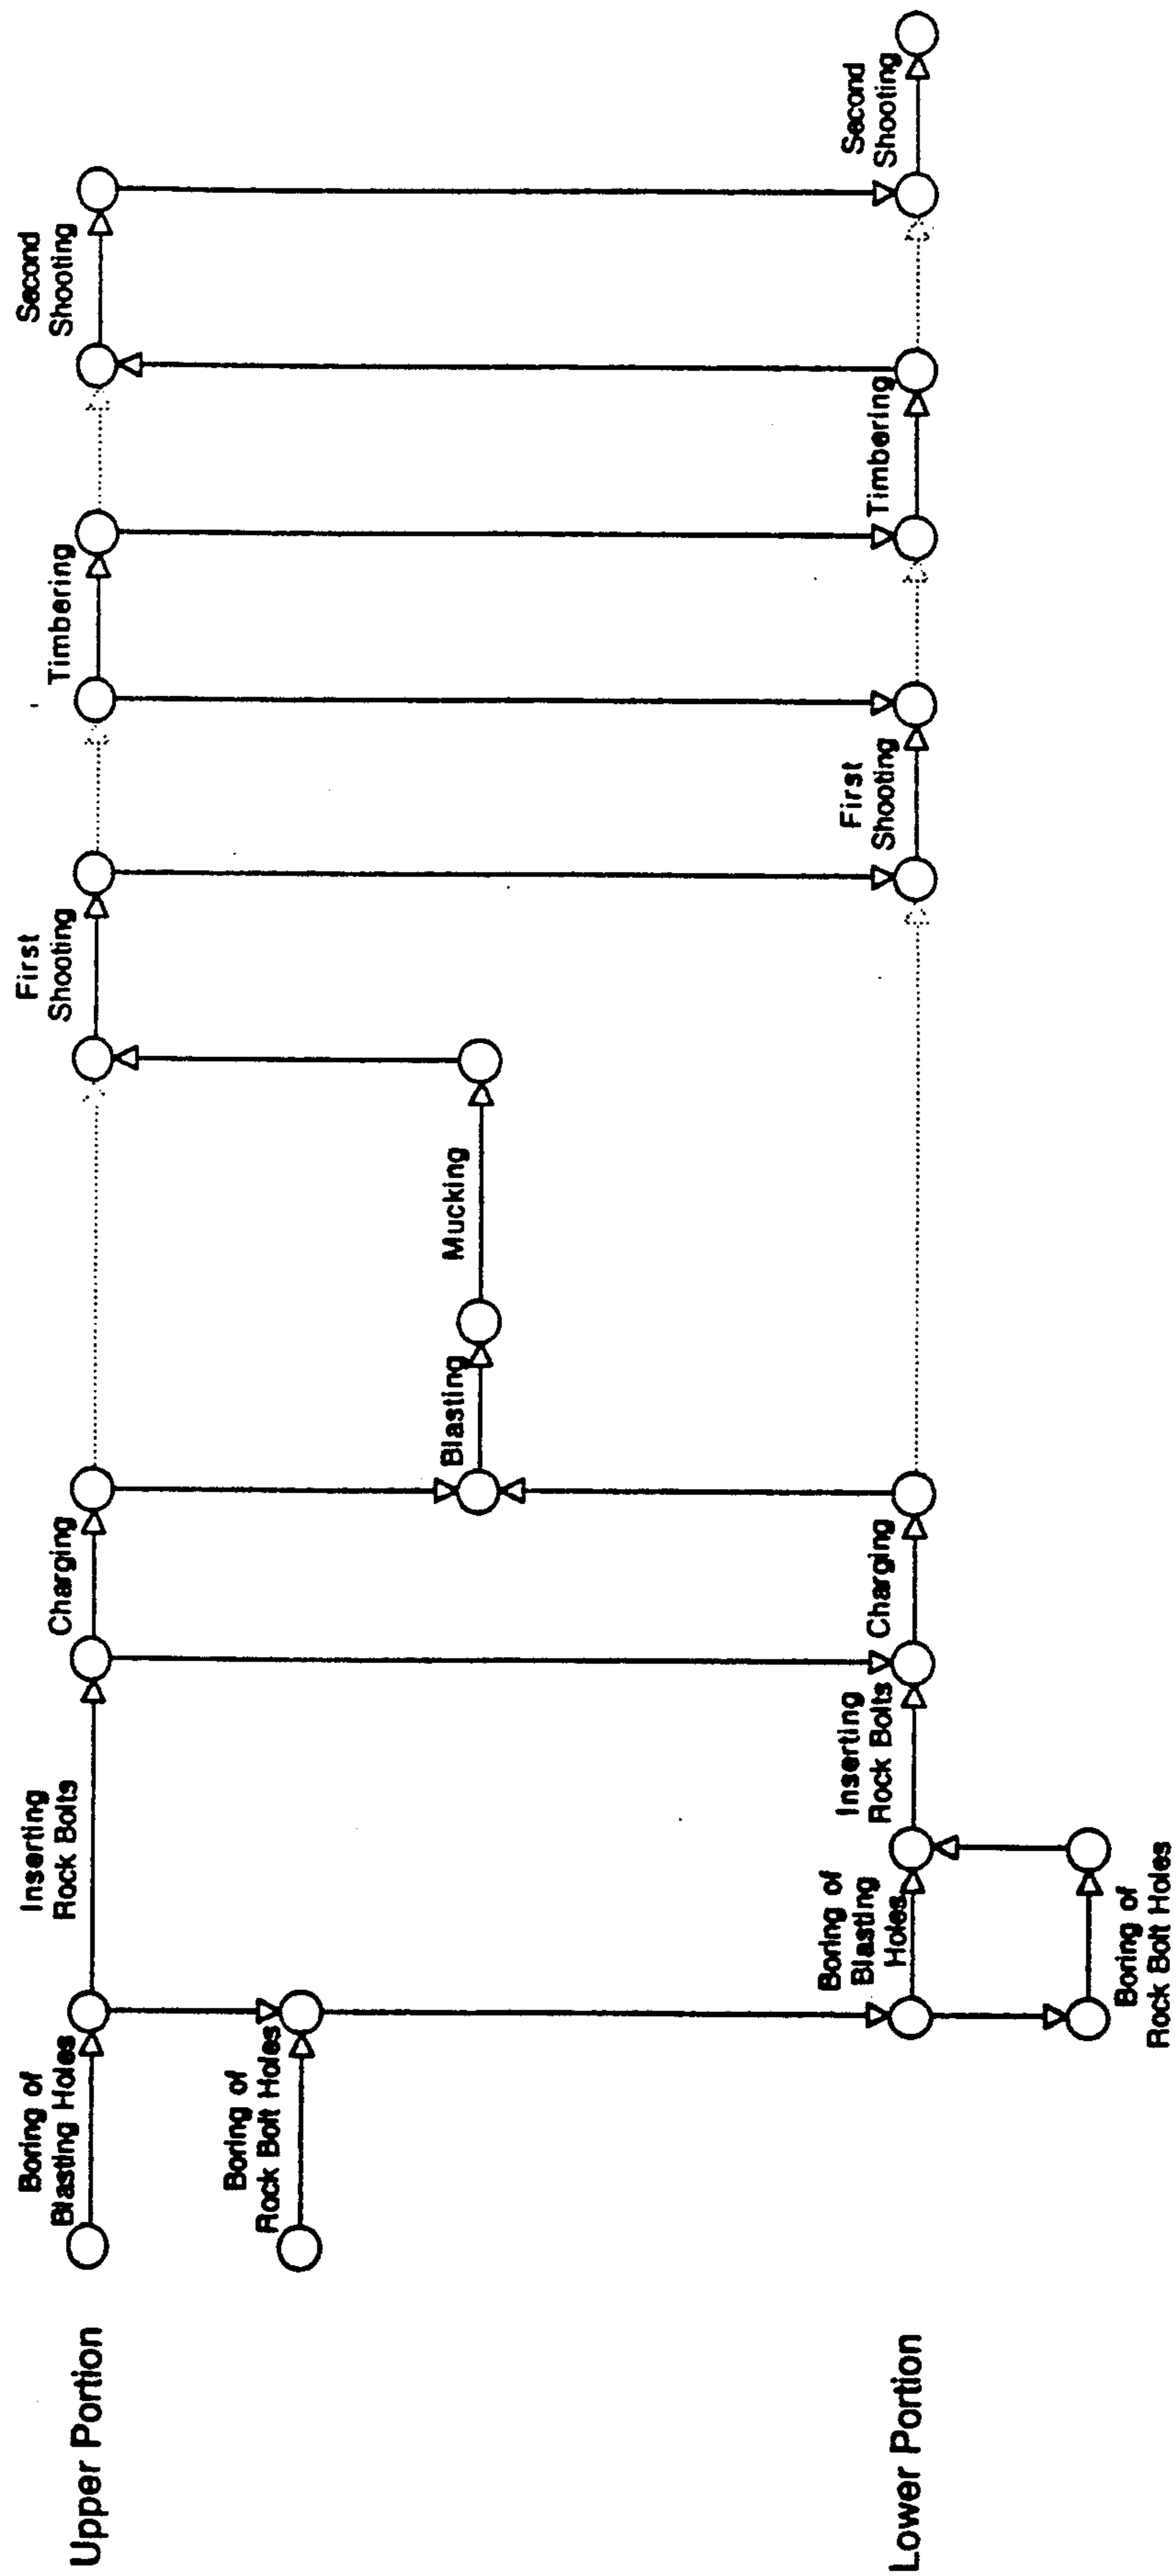 Upper Portion
Boring of
Blasting Holes
Inserting
Rock Bolts
Charging
First
Shooting
Timbering
Second
Shooting
Boring of
Rock Bolt Holes
Blasting
Mucking
Lower Portion
Boring of
Blasting
Holes
Inserting
Rock Bolts
Charging
First
Shooting
Timbering
Second
Shooting
Boring of
Rock Bolt Holes